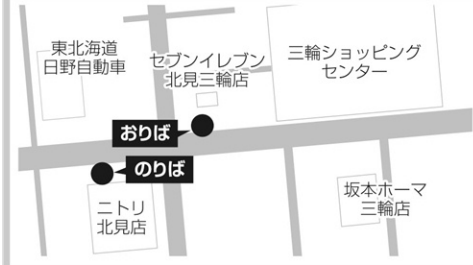 東北海道
日野自動車
セブンイレブン
北見三輪店
三輪ショッピング
センター
おりば
のりば
ニトリ
北見店
坂本ホーマ
三輪店